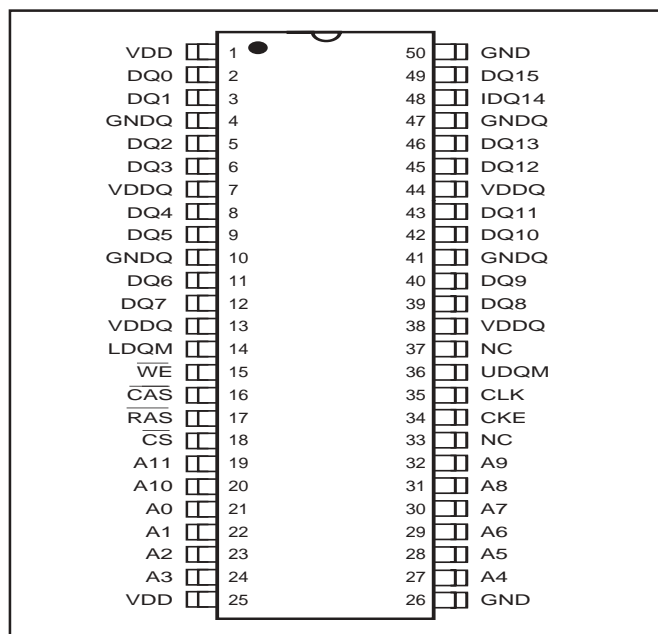 VDD 1 50 GND
DQ0 2 49 DQ15
DQ1 3 48 IDQ14
GNDQ 4 47 GNDQ
DQ2 5 46 DQ13
DQ3 6 45 DQ12
VDDQ 7 44 VDDQ
DQ4 8 43 DQ11
DQ5 9 42 DQ10
GNDQ 10 41 GNDQ
DQ6 11 40 DQ9
DQ7 12 39 DQ8
VDDQ 13 38 VDDQ
LDQM 14 37 NC
W̅E̅ 15 36 UDQM
C̅A̅S̅ 16 35 CLK
R̅A̅S̅ 17 34 CKE
C̅S̅ 18 33 NC
A11 19 32 A9
A10 20 31 A8
A0 21 30 A7
A1 22 29 A6
A2 23 28 A5
A3 24 27 A4
VDD 25 26 GND